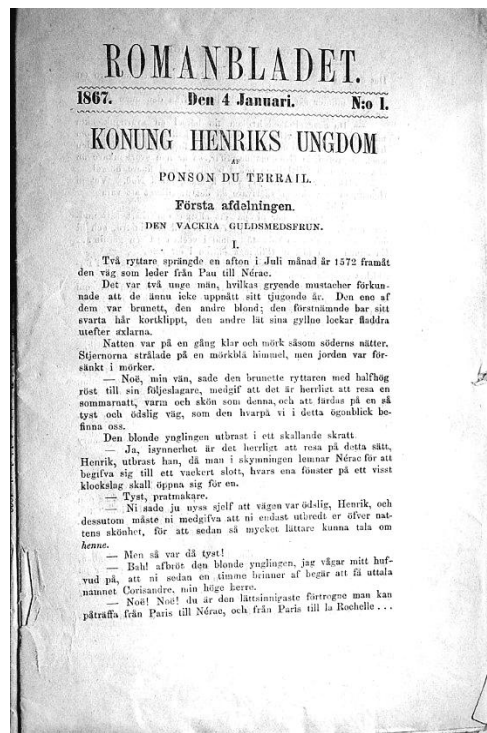 ROMANBLADET.
1867. Den 4 Januari. N:o 1.
KONUNG HENRIKS UNGDOM
AF
PONSON DU TERRAIL.
Första afdelningen.
DEN VACKRA GULDSMEDSFRUN.
I.
Två ryttare sprängde en afton i Juli månad år 1572 framåt
den väg som leder från Pau till Nérac.
Det var två unge män, hvilkas gryende mustacher förkun-
nade att de ännu icke uppnått sitt tjugonde år. Den ene af
dem var brunett, den andre blond; den förstnämnde bar sitt
svarta hår kortklippt, den andre lät sina gyllne lockar fladdra
utefter axlarna.
Natten var på en gång klar och mörk såsom söderns nätter.
Stjernorna strålade på en mörkblå himmel, men jorden var för-
sänkt i mörker.
— Noë, min vän, sade den brunette ryttaren med halfhög
röst till sin följeslagare, medgif att det är herrligt att resa en
sommarnatt, varm och skön som denna, och att färdas på en så
tyst och ödslig väg, som den hvarpå vi i detta ögonblick be-
finna oss.
Den blonde ynglingen utbrast i ett skallande skratt.
— Ja, isynnerhet är det herrligt att resa på detta sätt,
Henrik, utbrast han, då man i skymningen lemnar Nérac för att
begifva sig till ett vackert slott, hvars ena fönster på ett visst
klockslag skall öppna sig för en.
— Tyst, pratmakare.
— Ni sade ju nyss sjelf att vägen var ödslig, Henrik, och
dessutom måste ni medgifva att ni endast utbredt er öfver nat-
tens skönhet, för att sedan så mycket lättare kunna tala om
henne.
— Men så var då tyst!
— Bah! afbröt den blonde ynglingen, jag vågar mitt huf-
vud på, att ni sedan en timme brinner af begär att få uttala
namnet Corisandre, min höge herre.
— Noë! Noë! du är den lättsinnigaste förtrogne man kan
påträffa från Paris till Nérac, och från Paris till la Rochelle . . .